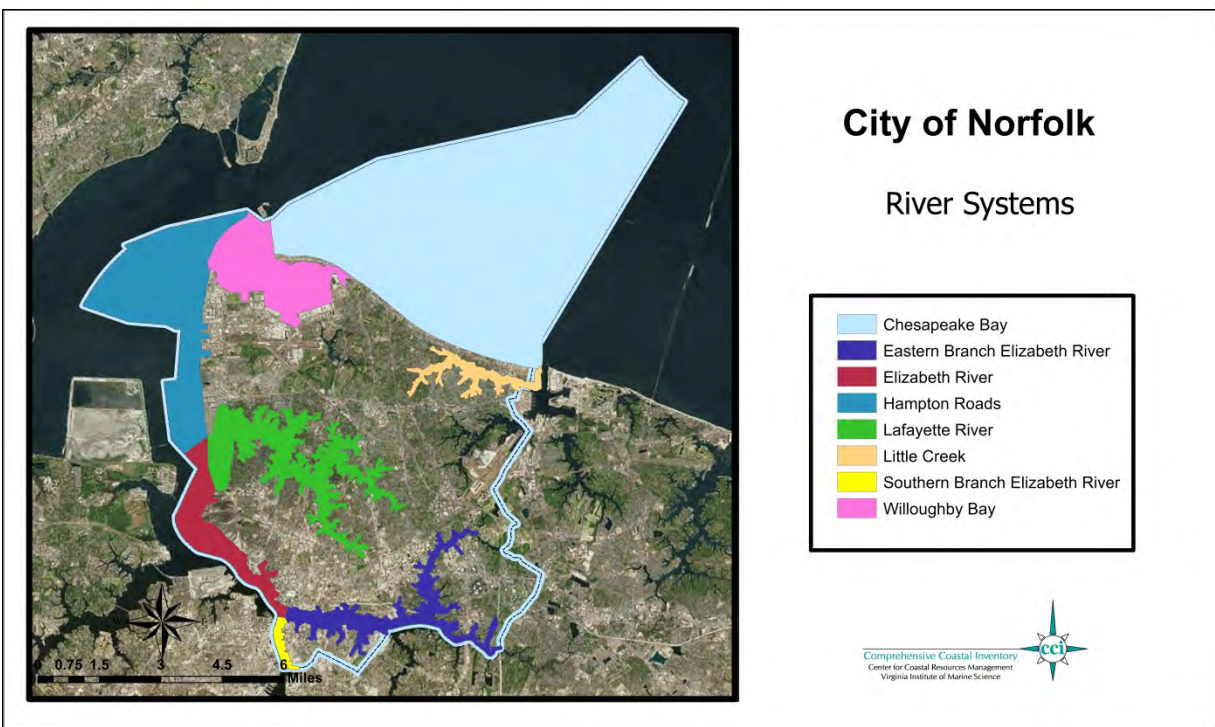 City of Norfolk
River Systems
Chesapeake Bay
Eastern Branch Elizabeth River
Elizabeth River
Hampton Roads
Lafayette River
Little Creek
Southern Branch Elizabeth River
Willoughby Bay
0 0.75 1.5 3 4.5 6
Miles
Comprehensive Coastal Inventory
Center for Coastal Resources Management
Virginia Institute of Marine Science
cci